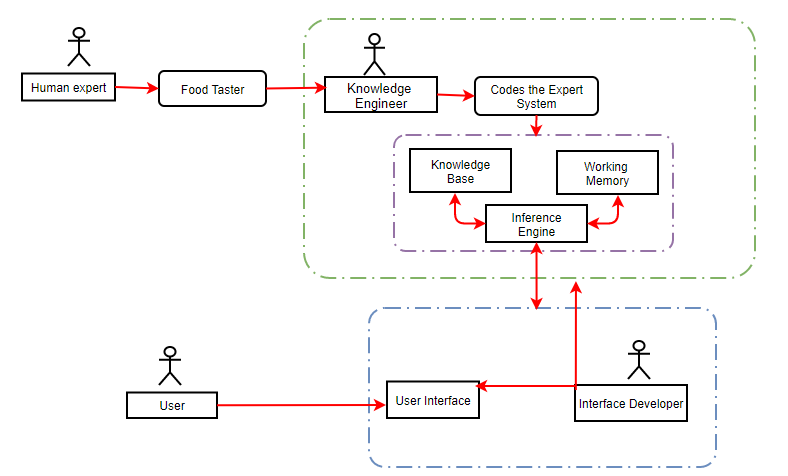 Human expert
Food Taster
Knowledge
Engineer
Codes the Expert
System
Knowledge
Base
Working
Memory
Inference
Engine
User
User Interface
Interface Developer